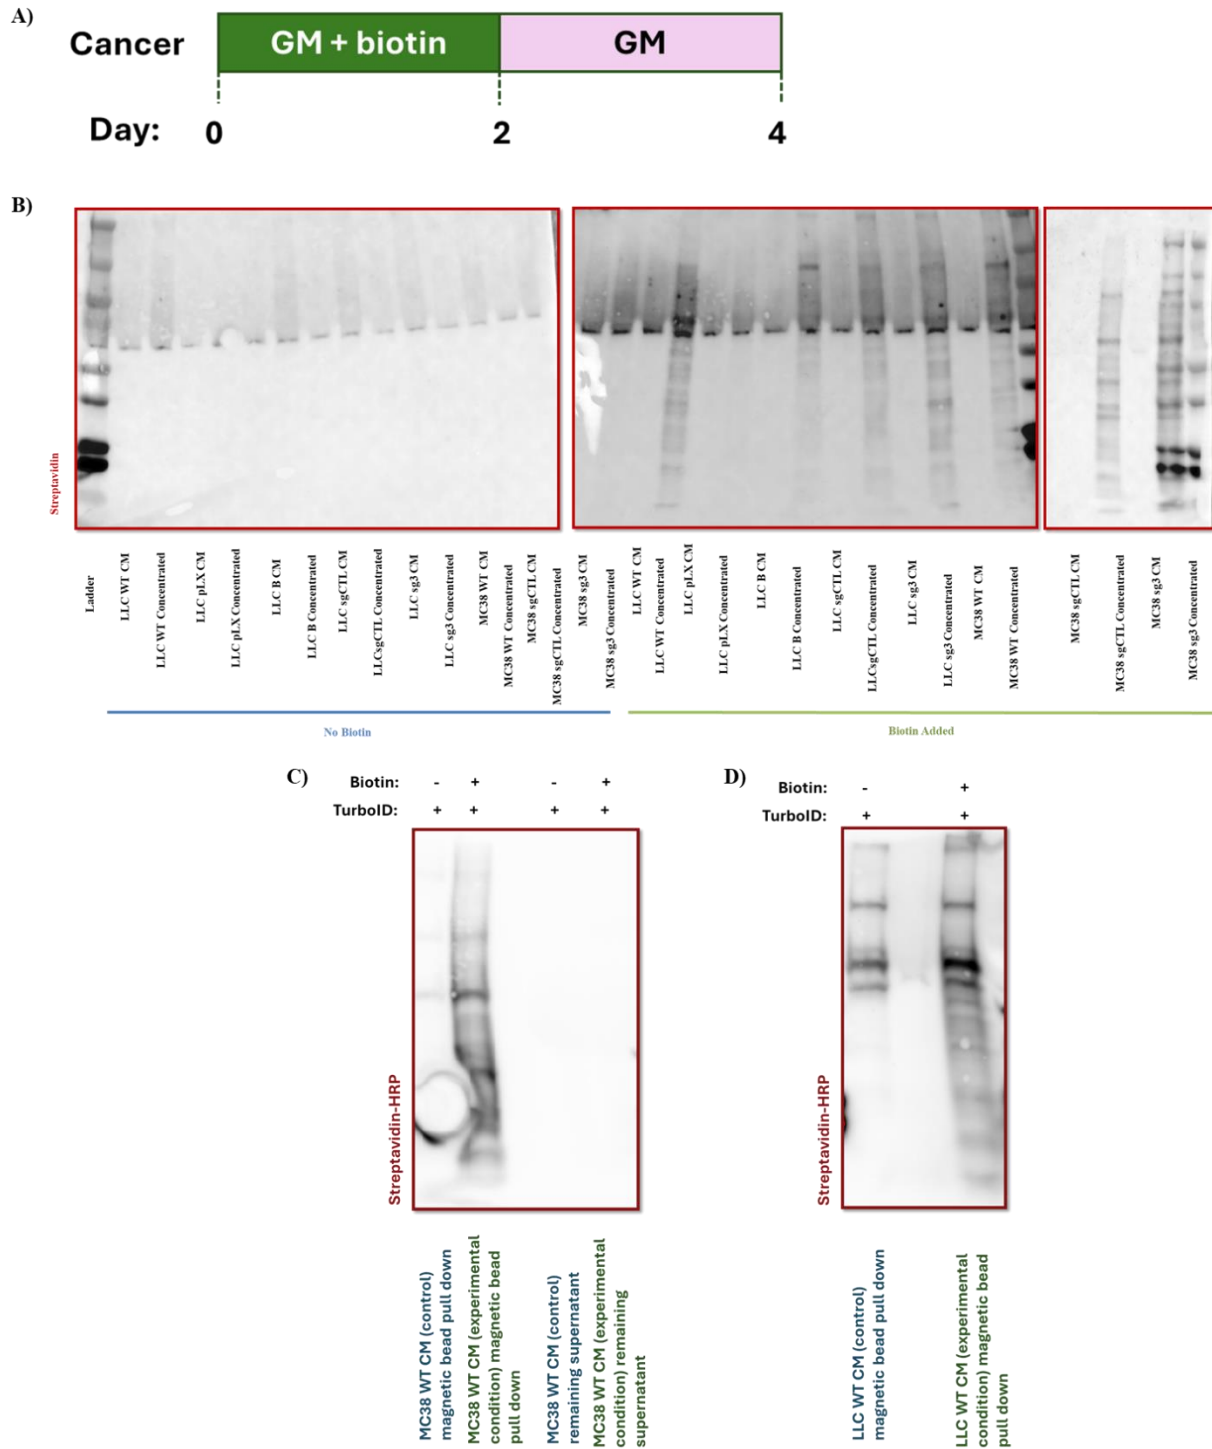 A)
Cancer
GM + biotin
GM
Day:
0
2
4
B)
Streptavidin
Ladder
LLC WT CM
LLC WT Concentrated
LLC pLX CM
LLC pLX Concentrated
LLC B CM
LLC B Concentrated
LLC sgCTL CM
LLCsgCTL Concentrated
LLC sg3 CM
LLC sg3 Concentrated
MC38 WT CM
MC38 WT Concentrated
MC38 sgCTL CM
MC38 sgCTL Concentrated
MC38 sg3 CM
MC38 sg3 Concentrated
LLC WT CM
LLC WT Concentrated
LLC pLX CM
LLC pLX Concentrated
LLC B CM
LLC B Concentrated
LLC sgCTL CM
LLCsgCTL Concentrated
LLC sg3 CM
LLC sg3 Concentrated
MC38 WT CM
MC38 WT Concentrated
MC38 sgCTL CM
MC38 sgCTL Concentrated
MC38 sg3 CM
MC38 sg3 Concentrated
No Biotin
Biotin Added
C)
Biotin: - + - +
TurboID: + + + +
Streptavidin-HRP
MC38 WT CM (control)
magnetic bead pull down
MC38 WT CM (experimental
condition) magnetic bead
pull down
MC38 WT CM (control)
remaining supernatant
MC38 WT CM (experimental
condition) remaining
supernatant
D)
Biotin: - +
TurboID: + +
Streptavidin-HRP
LLC WT CM (control)
magnetic bead pull down
LLC WT CM (experimental
condition) magnetic bead
pull down